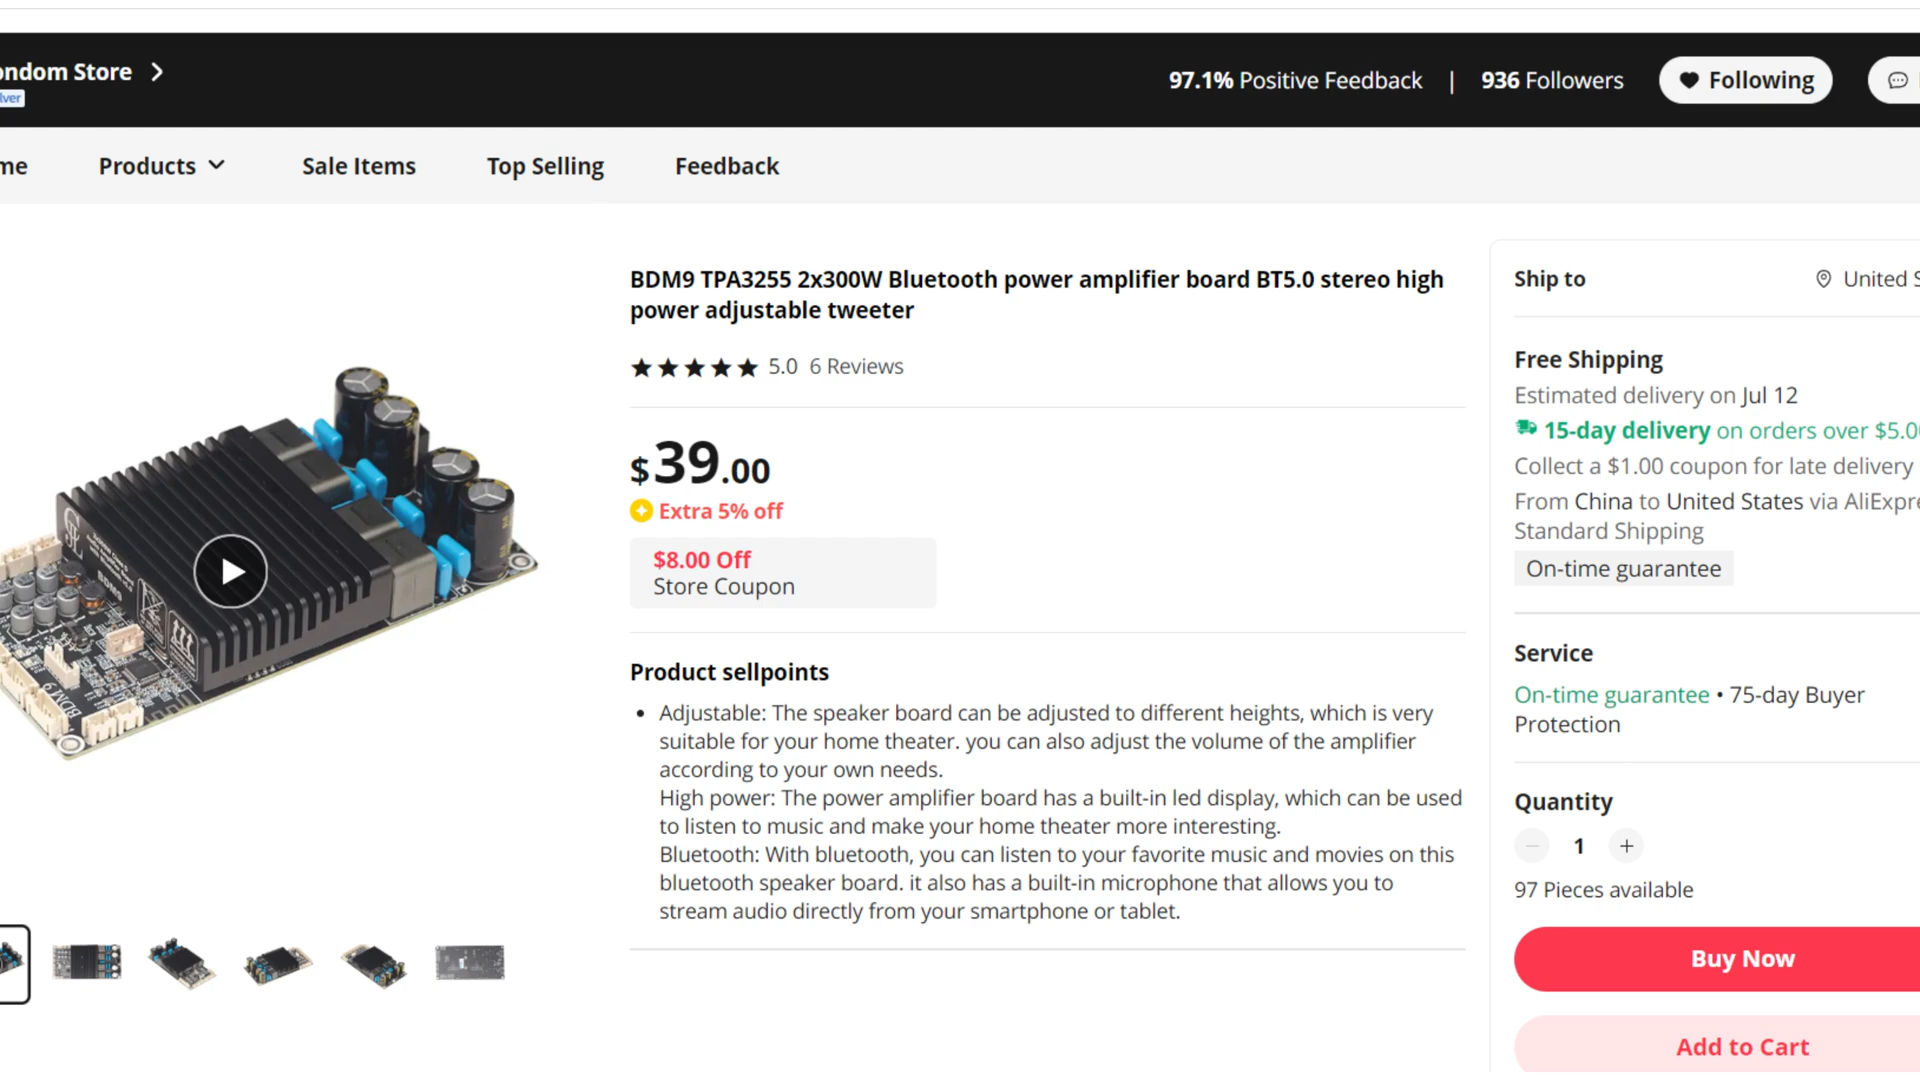 ondom Store
lver
97.1% Positive Feedback | 936 Followers
Following
me
Products
Sale Items
Top Selling
Feedback
BDM9 TPA3255 2x300W Bluetooth power amplifier board BT5.0 stereo high
power adjustable tweeter
5.0 6 Reviews
$39.00
Extra 5% off
$8.00 Off
Store Coupon
Product sellpoints
• Adjustable: The speaker board can be adjusted to different heights, which is very
suitable for your home theater. you can also adjust the volume of the amplifier
according to your own needs.
High power: The power amplifier board has a built-in led display, which can be used
to listen to music and make your home theater more interesting.
Bluetooth: With bluetooth, you can listen to your favorite music and movies on this
bluetooth speaker board. it also has a built-in microphone that allows you to
stream audio directly from your smartphone or tablet.
BDM9
BDM 9
Ship to
United S
Free Shipping
Estimated delivery on Jul 12
15-day delivery on orders over $5.00
Collect a $1.00 coupon for late delivery
From China to United States via AliExpre
Standard Shipping
On-time guarantee
Service
On-time guarantee • 75-day Buyer
Protection
Quantity
1
97 Pieces available
Buy Now
Add to Cart